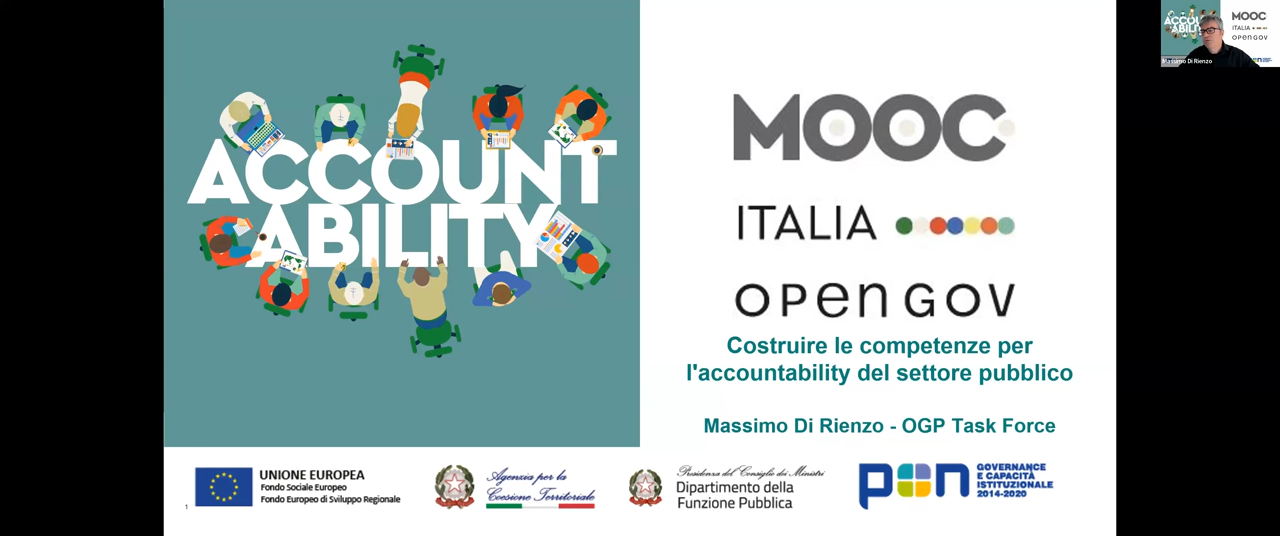 ACCOUNT
ABILITY
MOOC
ITALIA
OPEN GOV
Costruire le competenze per
l'accountability del settore pubblico
Massimo Di Rienzo - OGP Task Force
UNIONE EUROPEA
Fondo Sociale Europeo
Fondo Europeo di Sviluppo Regionale
Agenzia per la
Coesione Territoriale
Presidenza del Consiglio dei Ministri
Dipartimento della
Funzione Pubblica
pon
GOVERNANCE
E CAPACITÀ
ISTITUZIONALE
2014-2020
1
MOOC
ITALIA
OPEN GOV
Massimo Di Rienzo